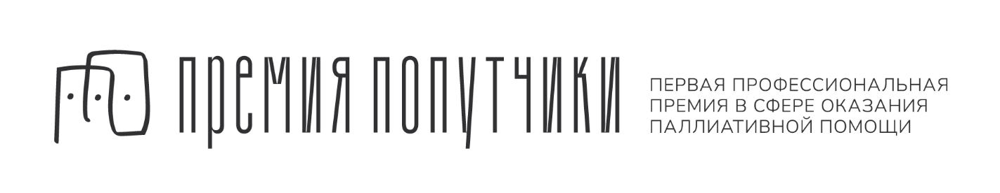 премия попутчики
ПЕРВАЯ ПРОФЕССИОНАЛЬНАЯ
ПРЕМИЯ В СФЕРЕ ОКАЗАНИЯ
ПАЛЛИАТИВНОЙ ПОМОЩИ